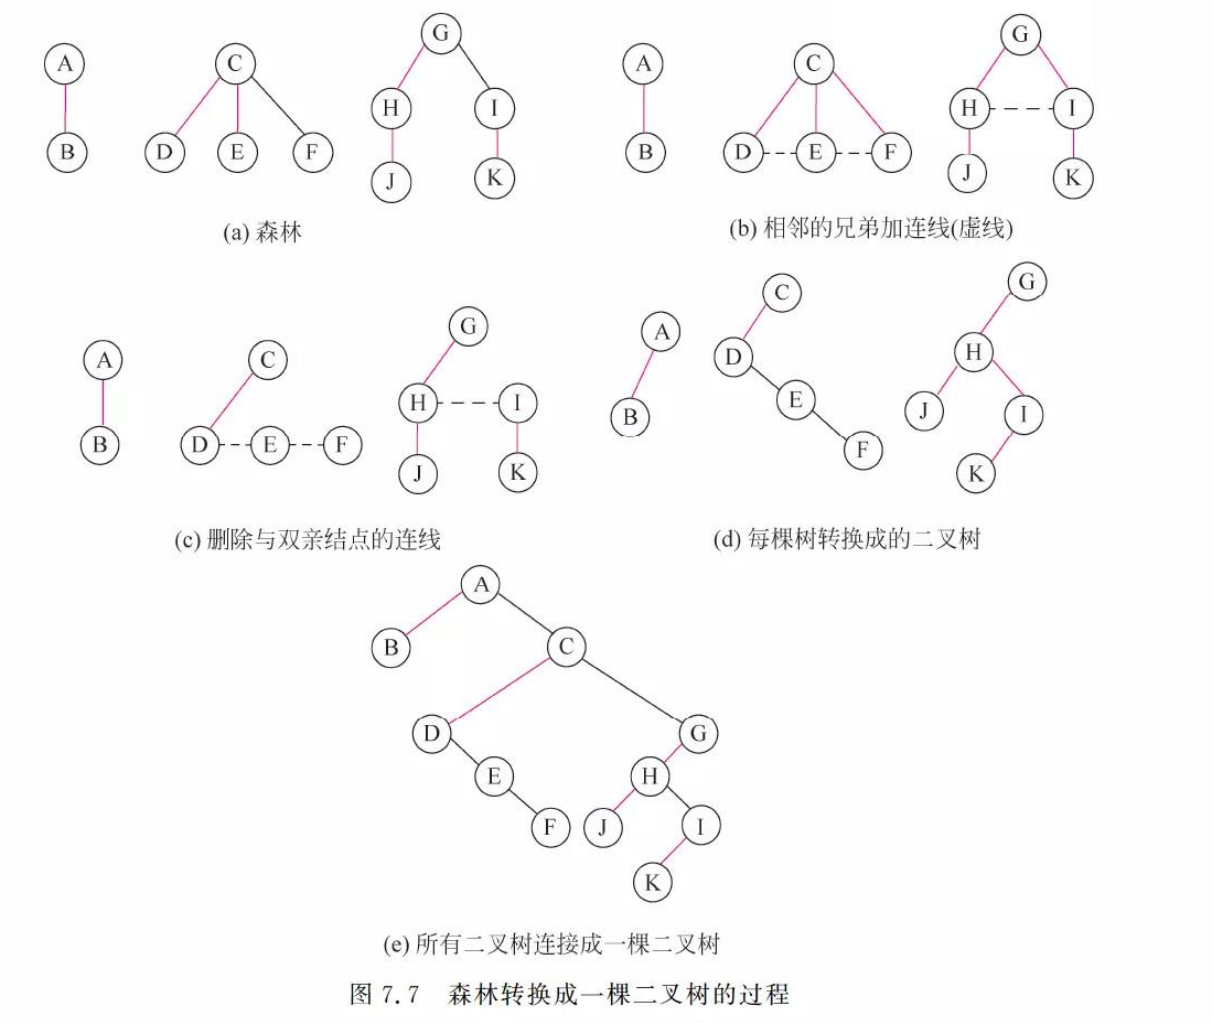 A C G A C G
B D E F H I J K B D E F H I J K
(a) 森林
(b) 相邻的兄弟加连线(虚线)
A C G A C G
B D E F H I J K B D E F H J I K
(c) 删除与双亲结点的连线
(d) 每棵树转换成的二叉树
A
B C
D G
E H
F J I
K
(e) 所有二叉树连接成一棵二叉树
图 7.7 森林转换成一棵二叉树的过程